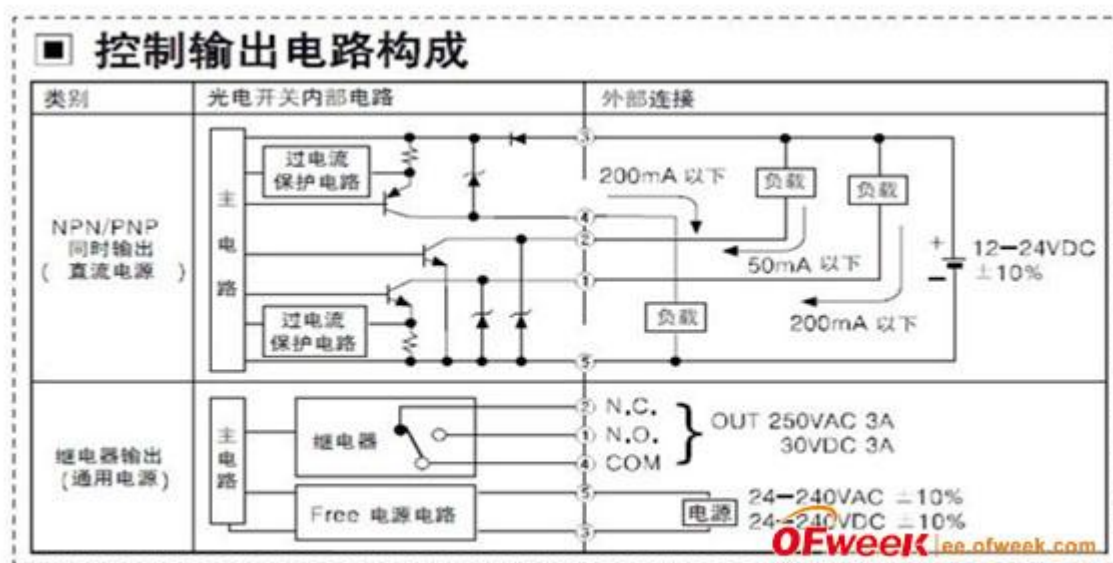 控制输出电路构成
类别
光电开关内部电路
外部连接
NPN/PNP
同时输出
( 直流电源 )
主
电
路
过电流
保护电路
过电流
保护电路
③
④
②
①
⑤
200mA 以下
负载
负载
50mA 以下
负载
200mA 以下
+
−
12−24VDC
±10%
继电器输出
(通用电源)
主
电
路
继电器
Free 电源电路
② N.C.
① N.O.
④ COM
⑤
③
OUT 250VAC 3A
30VDC 3A
电源
24−240VAC ±10%
24−240VDC ±10%
OFweek ee.ofweek.com